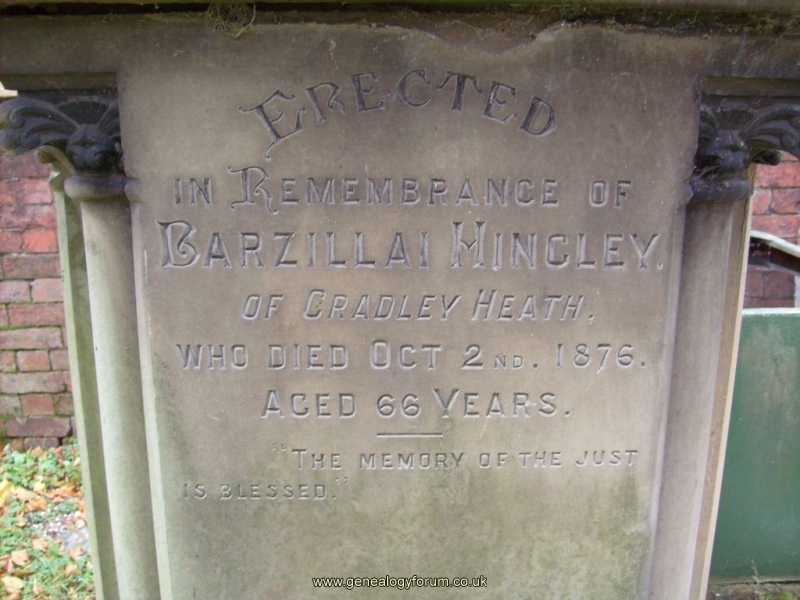 ERECTED
IN REMEMBRANCE OF
BARZILLAI HINGLEY.
OF CRADLEY HEATH,
WHO DIED OCT 2ND. 1876.
AGED 66 YEARS.
"THE MEMORY OF THE JUST
IS BLESSED."
www.genealogyforum.co.uk